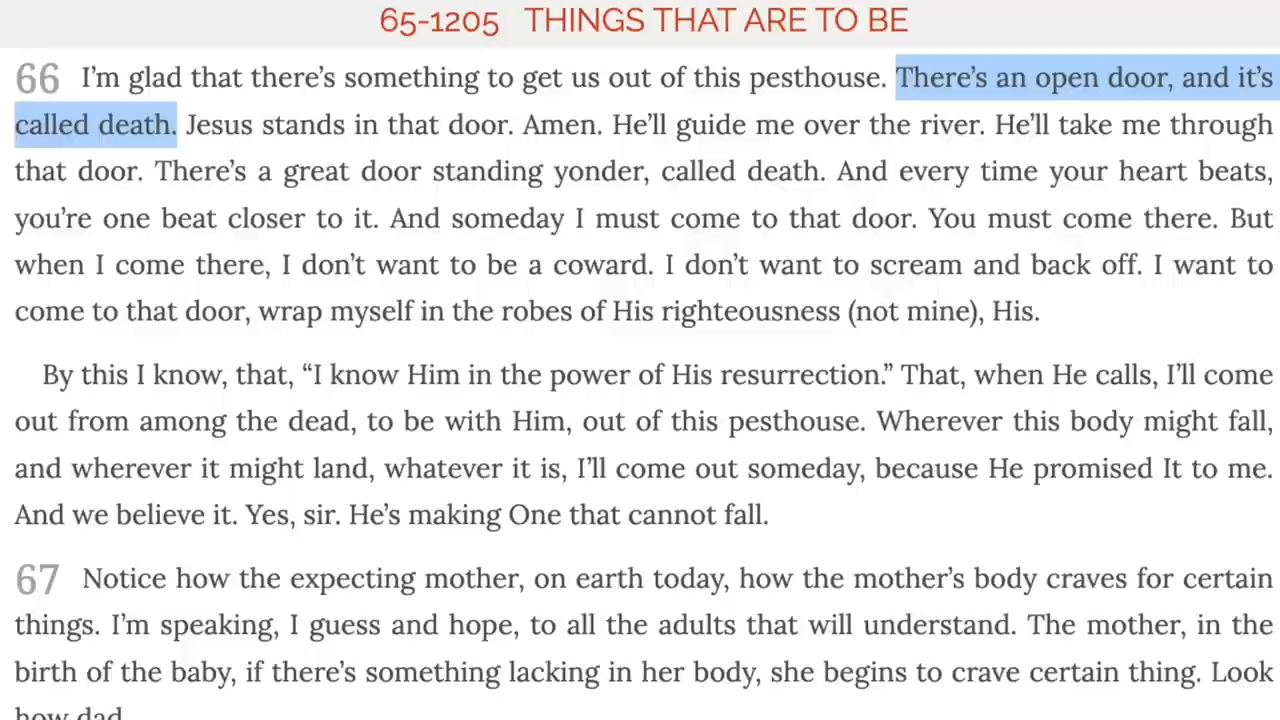 65-1205 THINGS THAT ARE TO BE
66 I’m glad that there’s something to get us out of this pesthouse. There’s an open door, and it’s
called death. Jesus stands in that door. Amen. He’ll guide me over the river. He’ll take me through
that door. There’s a great door standing yonder, called death. And every time your heart beats,
you’re one beat closer to it. And someday I must come to that door. You must come there. But
when I come there, I don’t want to be a coward. I don’t want to scream and back off. I want to
come to that door, wrap myself in the robes of His righteousness (not mine), His.
By this I know, that, “I know Him in the power of His resurrection.” That, when He calls, I’ll come
out from among the dead, to be with Him, out of this pesthouse. Wherever this body might fall,
and wherever it might land, whatever it is, I’ll come out someday, because He promised It to me.
And we believe it. Yes, sir. He’s making One that cannot fall.
67 Notice how the expecting mother, on earth today, how the mother’s body craves for certain
things. I’m speaking, I guess and hope, to all the adults that will understand. The mother, in the
birth of the baby, if there’s something lacking in her body, she begins to crave certain thing. Look
how dad